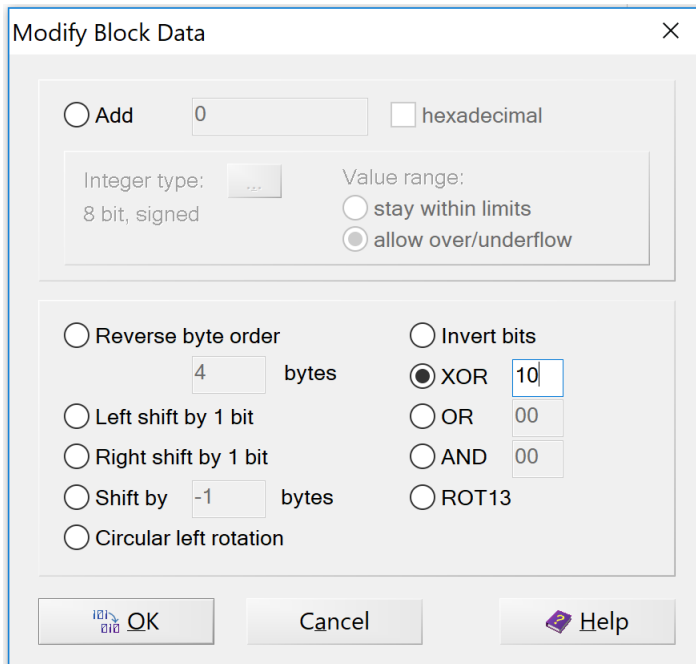 Modify Block Data
Add 0 hexadecimal
Integer type: ... Value range:
8 bit, signed stay within limits
allow over/underflow
Reverse byte order Invert bits
4 bytes XOR 10
Left shift by 1 bit OR 00
Right shift by 1 bit AND 00
Shift by -1 bytes ROT13
Circular left rotation
OK Cancel Help